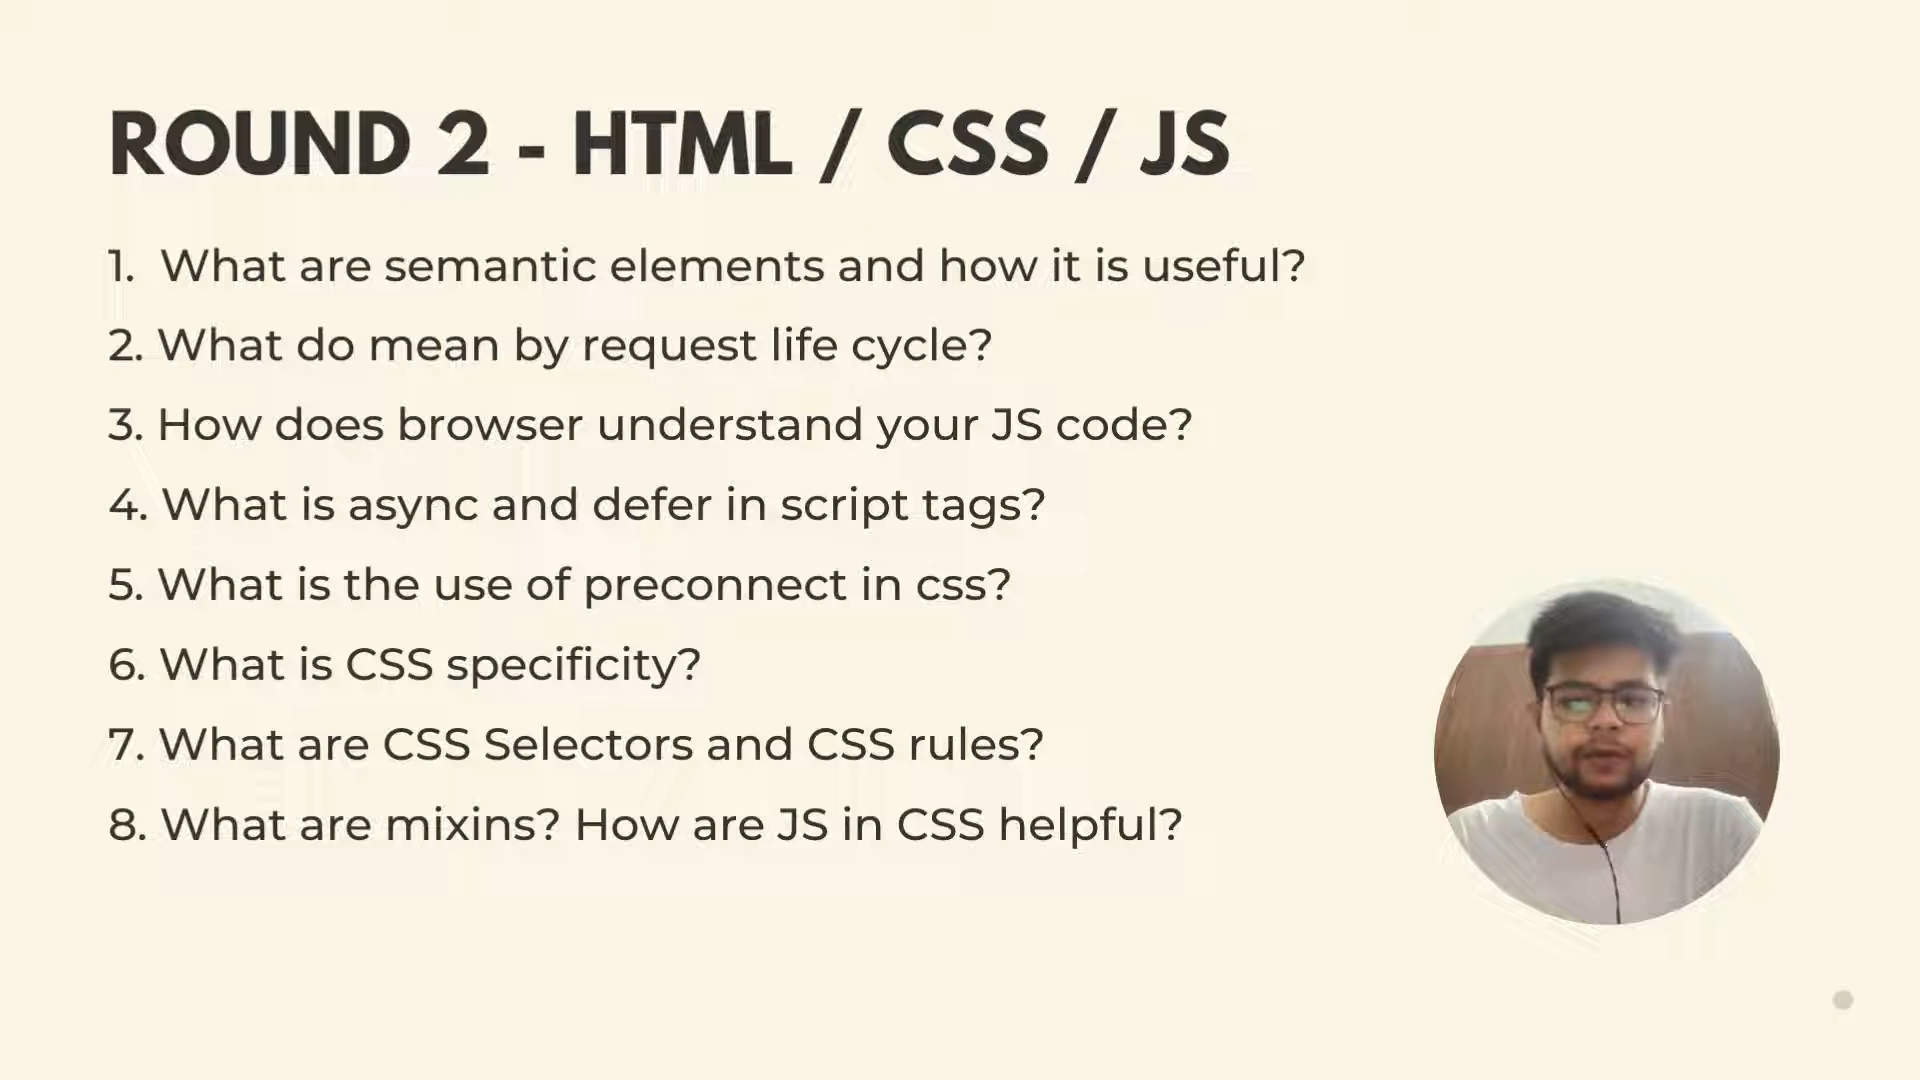 ROUND 2 - HTML / CSS / JS
1. What are semantic elements and how it is useful?
2. What do mean by request life cycle?
3. How does browser understand your JS code?
4. What is async and defer in script tags?
5. What is the use of preconnect in css?
6. What is CSS specificity?
7. What are CSS Selectors and CSS rules?
8. What are mixins? How are JS in CSS helpful?